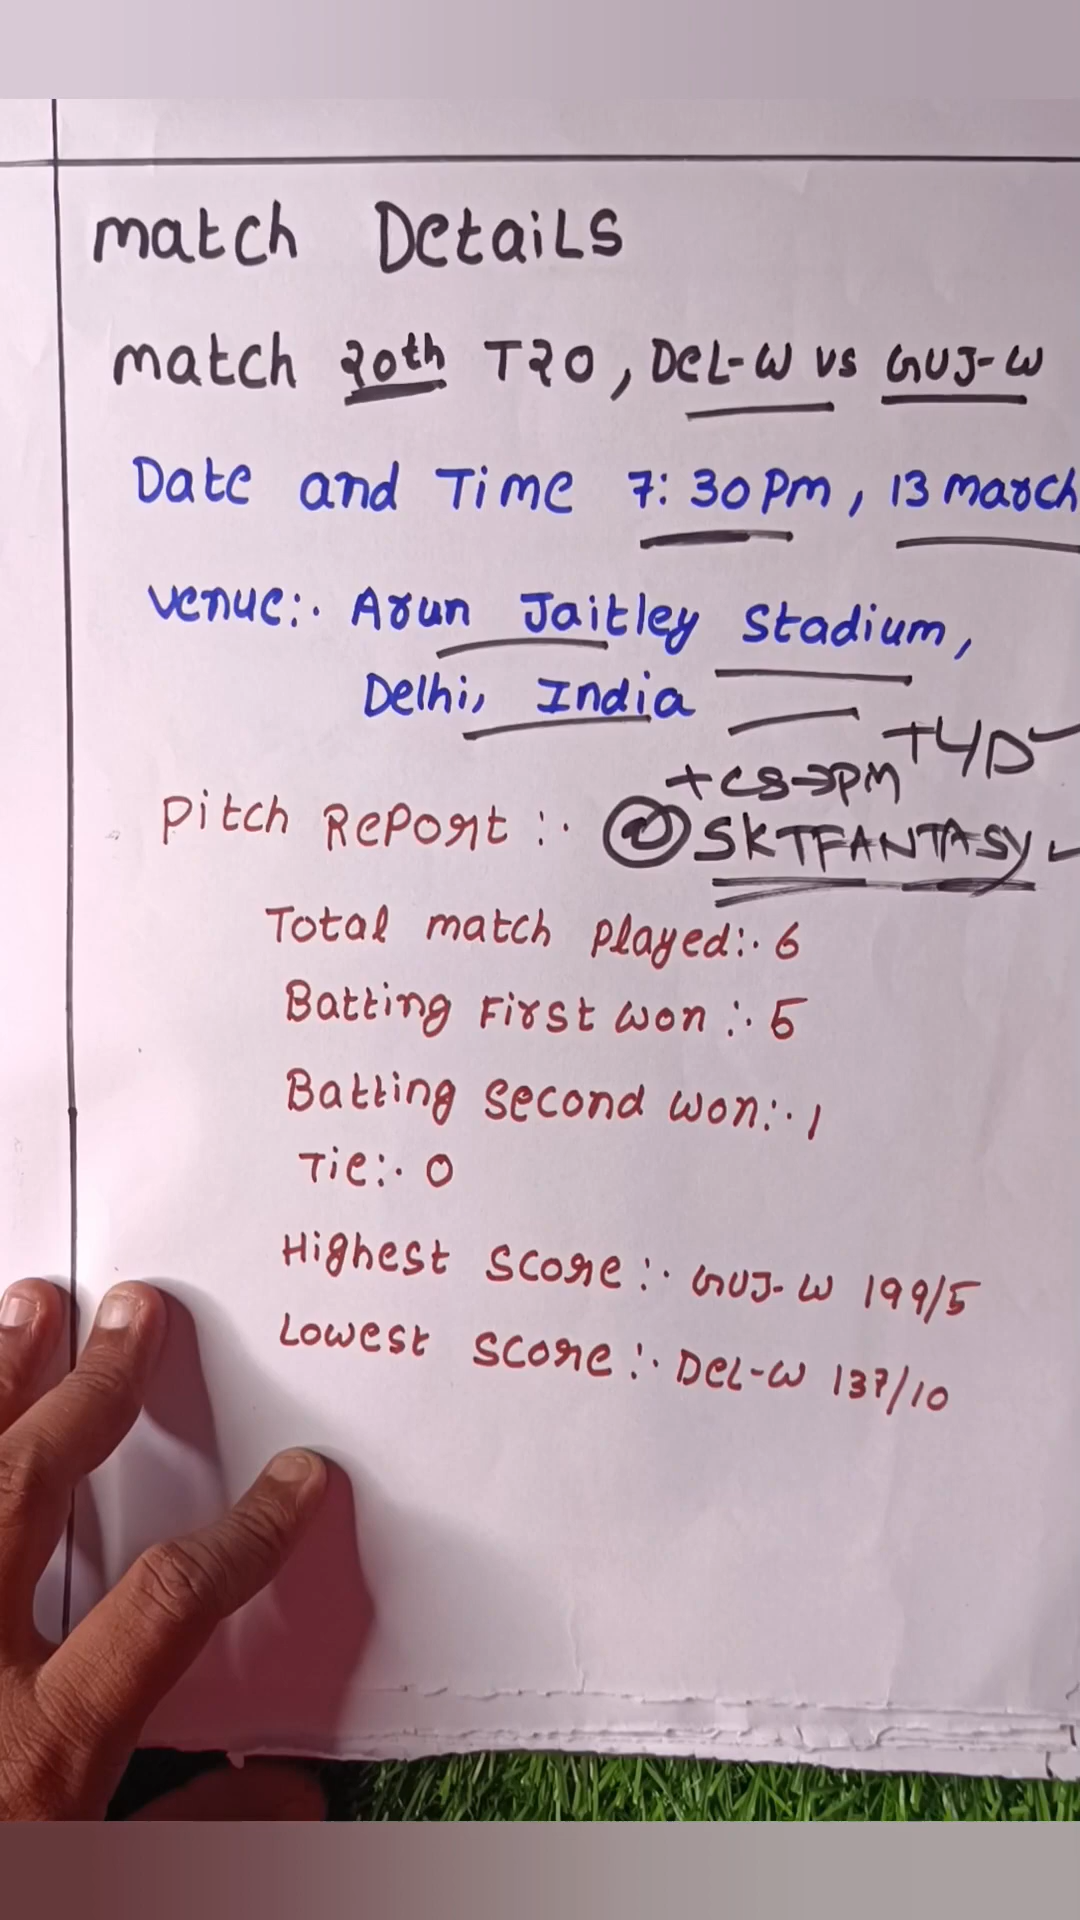 match Details
match 20th T20, DeL-W vs GUJ-W
Date and Time 7:30 Pm, 13 march
Venue:. Arun Jaitley Stadium,
Delhi, India
+CS→PM +4D
Pitch RePort :. @SKTFANTASY
Total match Played:. 6
Batting First won :. 5
Batting Second won:. 1
Tie:. 0
Highest Score:. GUJ-W 199/5
Lowest Score:. DeL-W 137/10